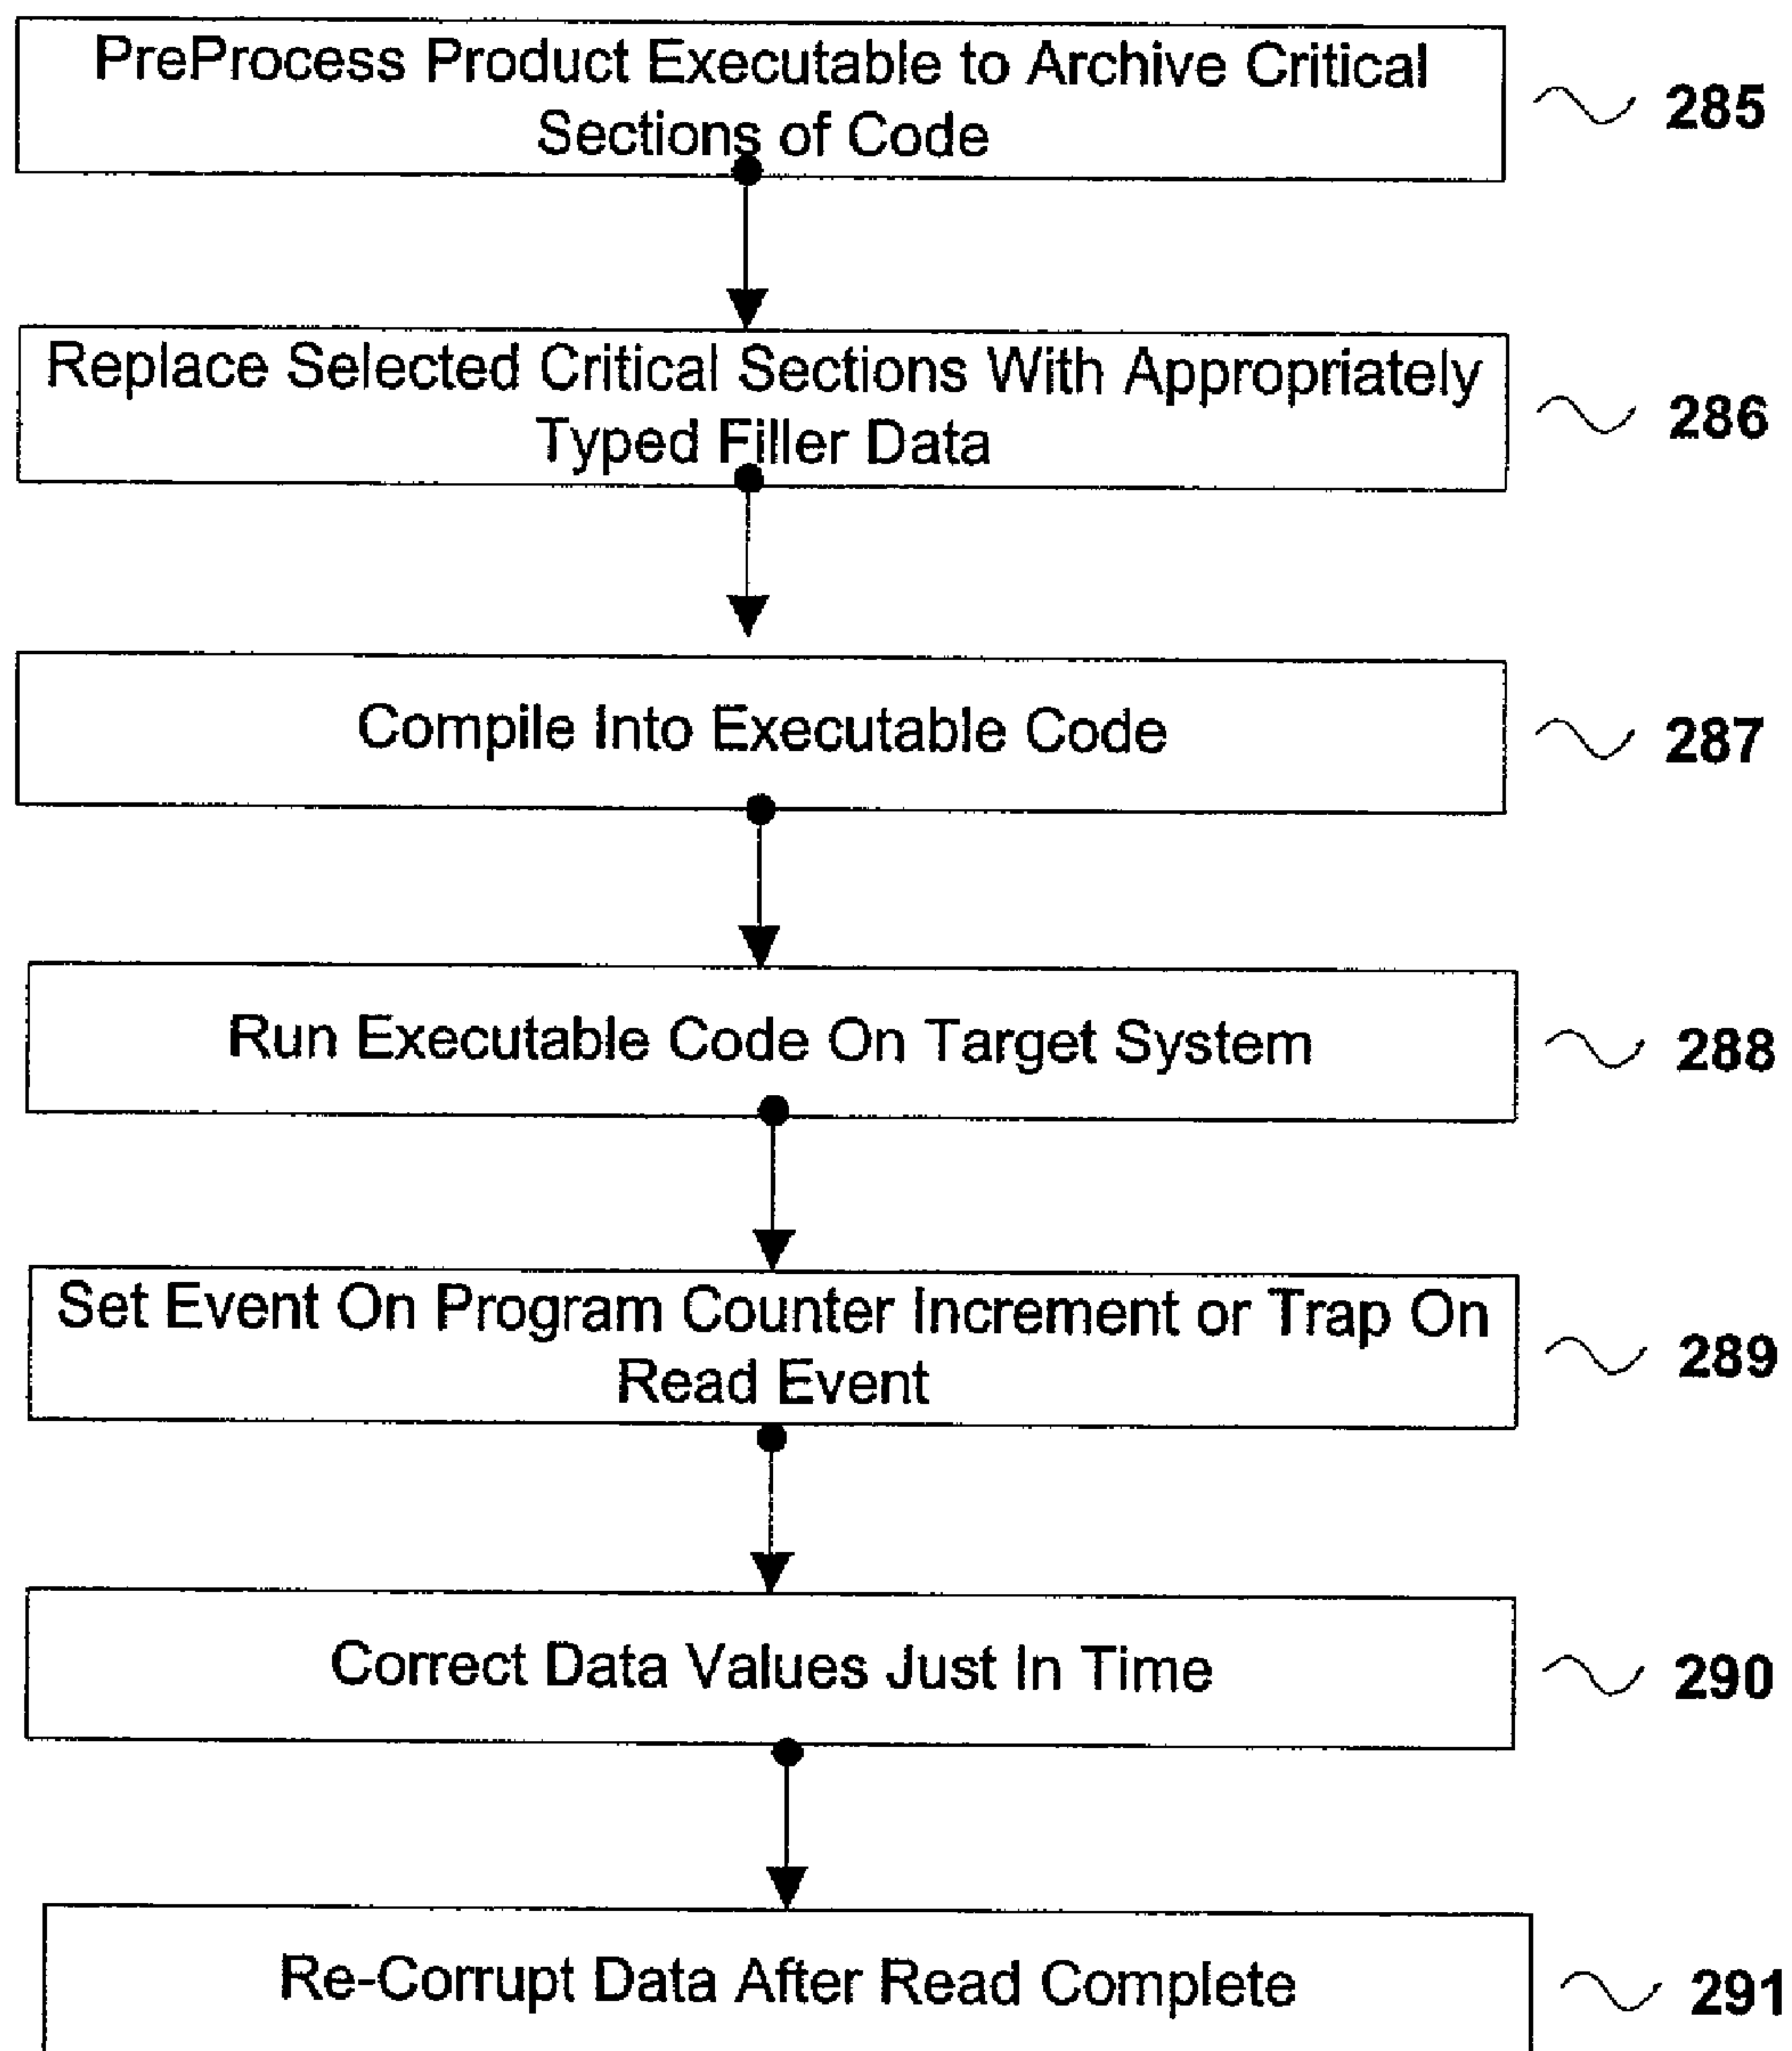 PreProcess Product Executable to Archive Critical
Sections of Code
285
Replace Selected Critical Sections With Appropriately
Typed Filler Data
286
Compile Into Executable Code
287
Run Executable Code On Target System
288
Set Event On Program Counter Increment or Trap On
Read Event
289
Correct Data Values Just In Time
290
Re-Corrupt Data After Read Complete
291